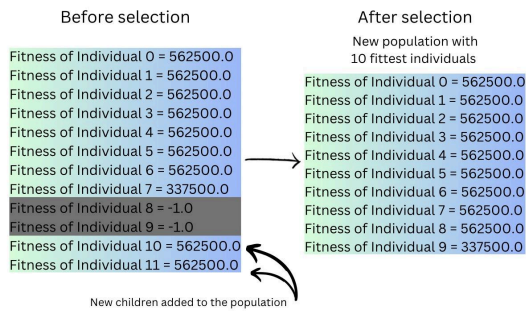 Before selection
Fitness of Individual 0 = 562500.0
Fitness of Individual 1 = 562500.0
Fitness of Individual 2 = 562500.0
Fitness of Individual 3 = 562500.0
Fitness of Individual 4 = 562500.0
Fitness of Individual 5 = 562500.0
Fitness of Individual 6 = 562500.0
Fitness of Individual 7 = 337500.0
Fitness of Individual 8 = -1.0
Fitness of Individual 9 = -1.0
Fitness of Individual 10 = 562500.0
Fitness of Individual 11 = 562500.0
New children added to the population
After selection
New population with
10 fittest individuals
Fitness of Individual 0 = 562500.0
Fitness of Individual 1 = 562500.0
Fitness of Individual 2 = 562500.0
Fitness of Individual 3 = 562500.0
Fitness of Individual 4 = 562500.0
Fitness of Individual 5 = 562500.0
Fitness of Individual 6 = 562500.0
Fitness of Individual 7 = 562500.0
Fitness of Individual 8 = 562500.0
Fitness of Individual 9 = 337500.0